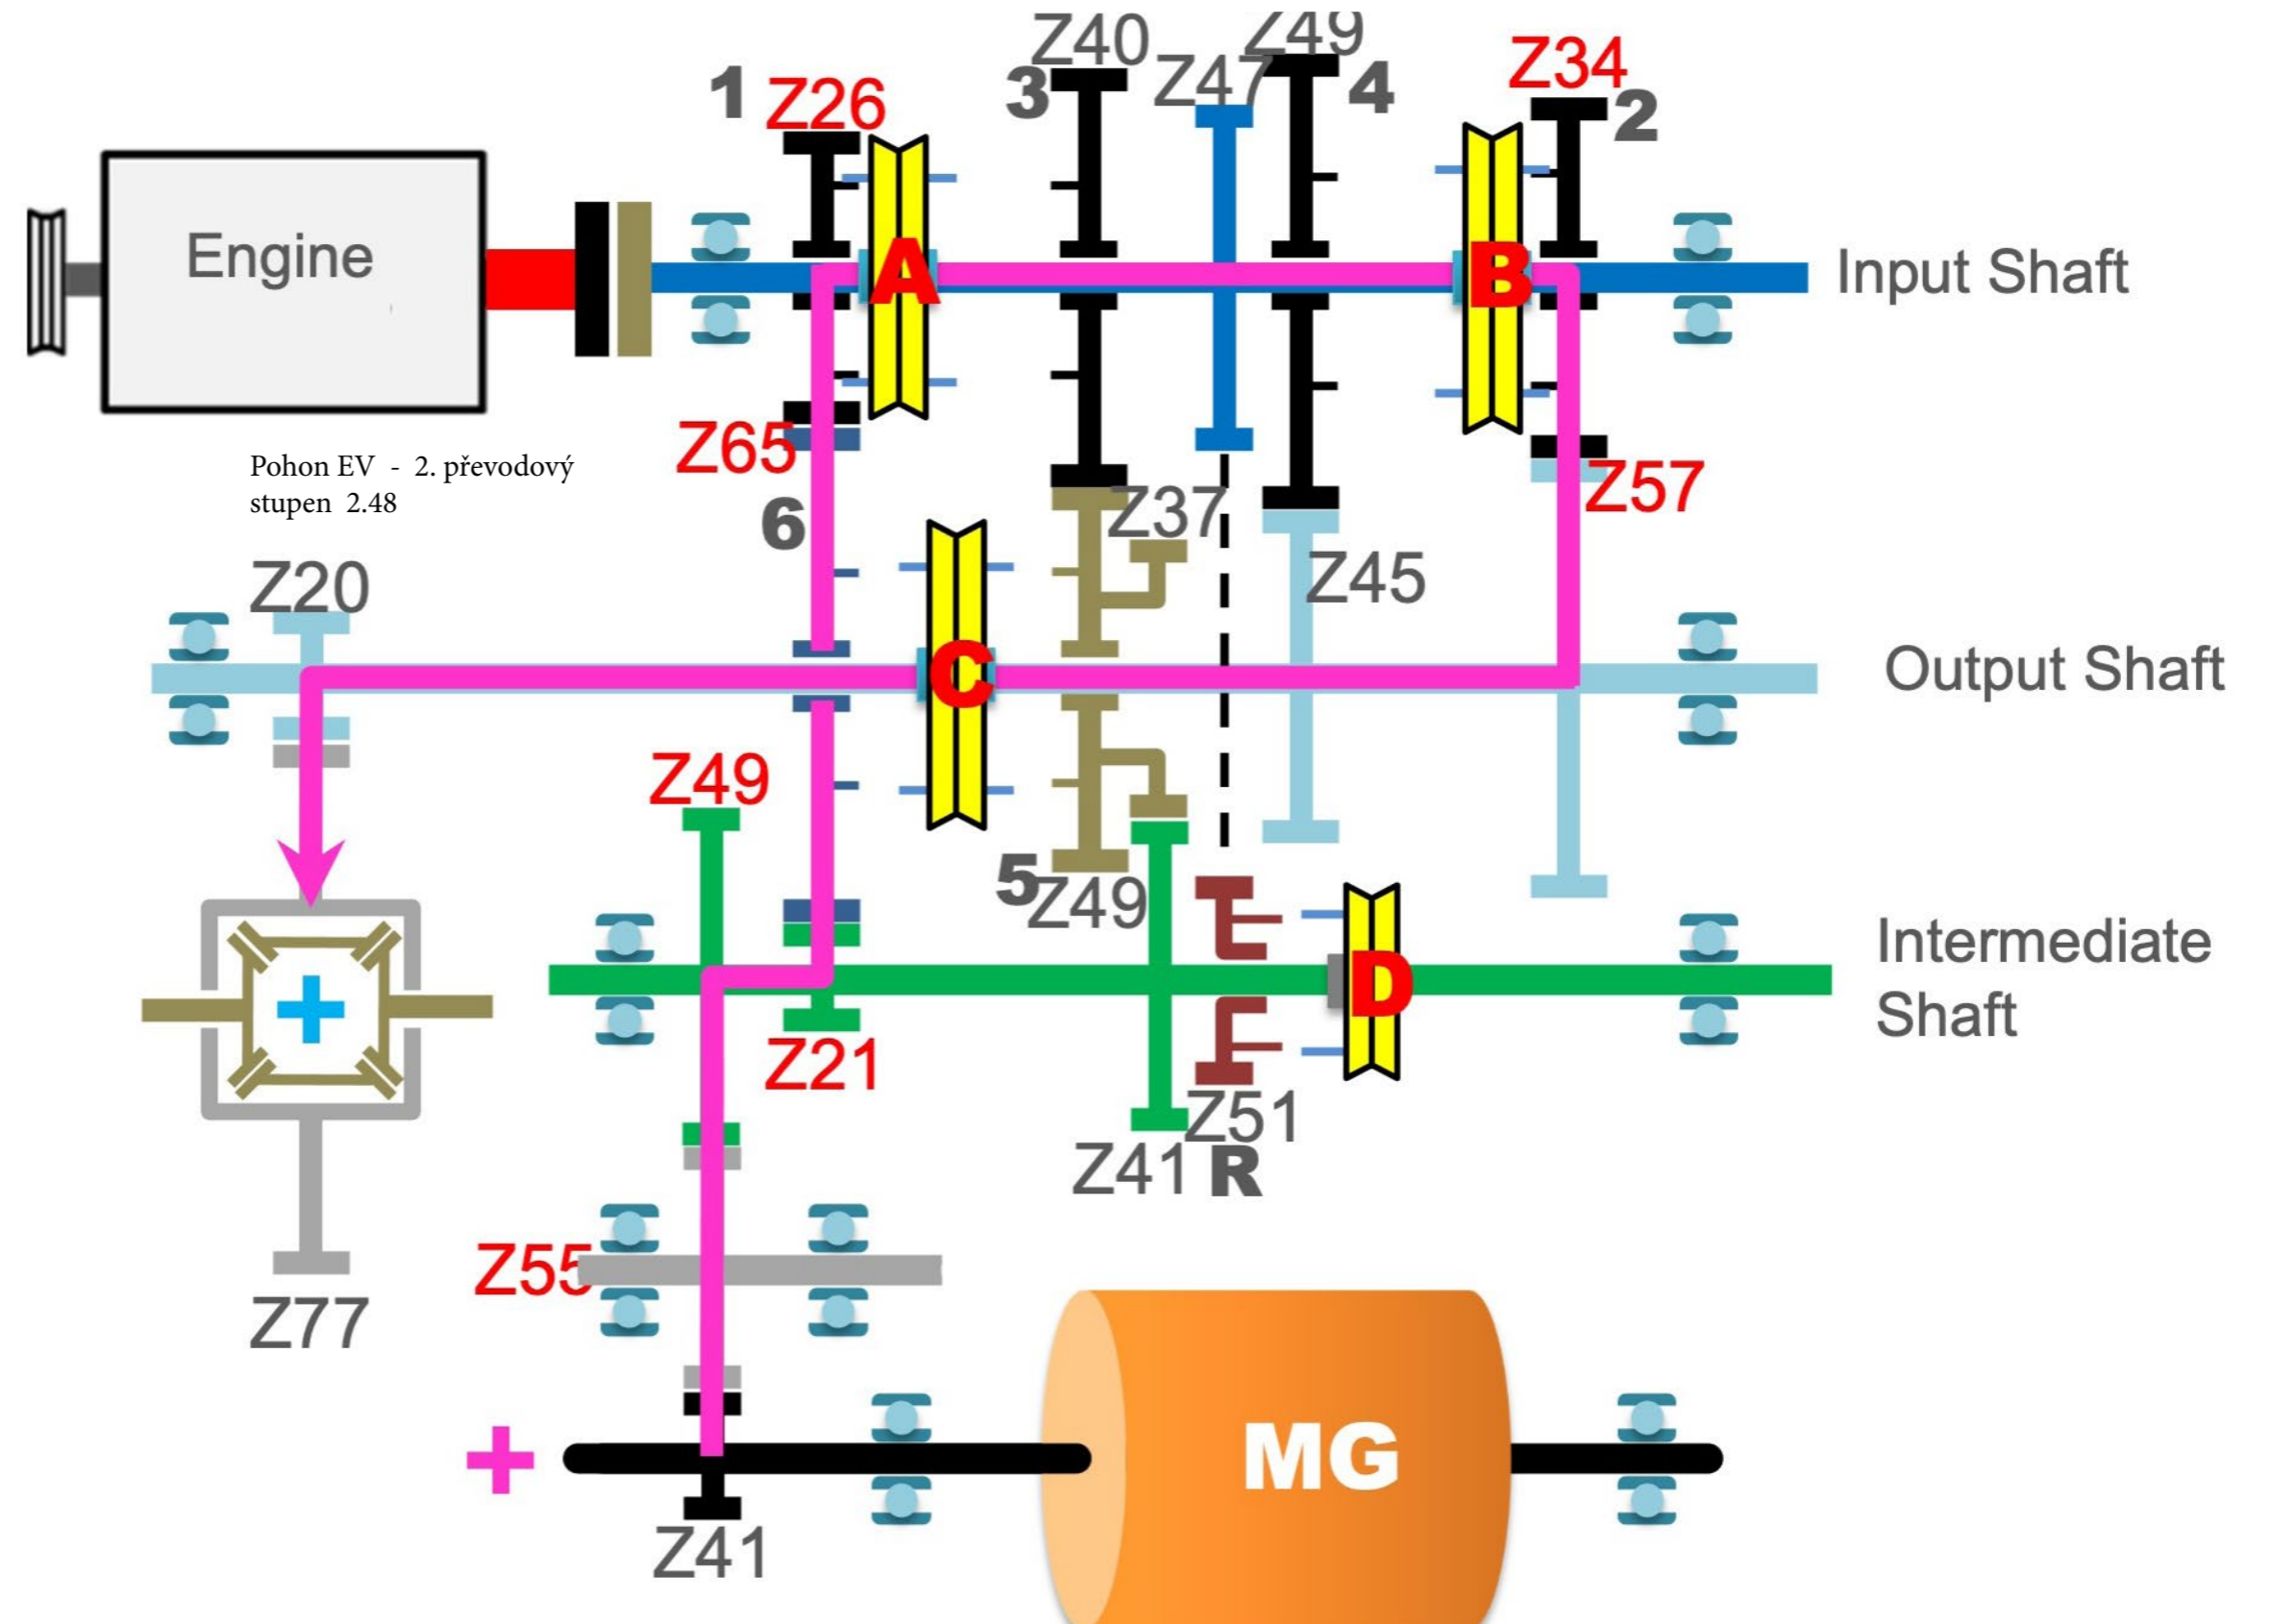 Z40
Z49
1 Z26
3
Z47
4
Z34
2
Engine
A
B
Input Shaft
Z65
Pohon EV - 2. převodový
stupen 2.48
6
Z37
Z57
Z20
Z45
C
Output Shaft
Z49
5
Z49
D
Intermediate
Shaft
Z21
Z51
Z41 R
Z55
Z77
MG
Z41